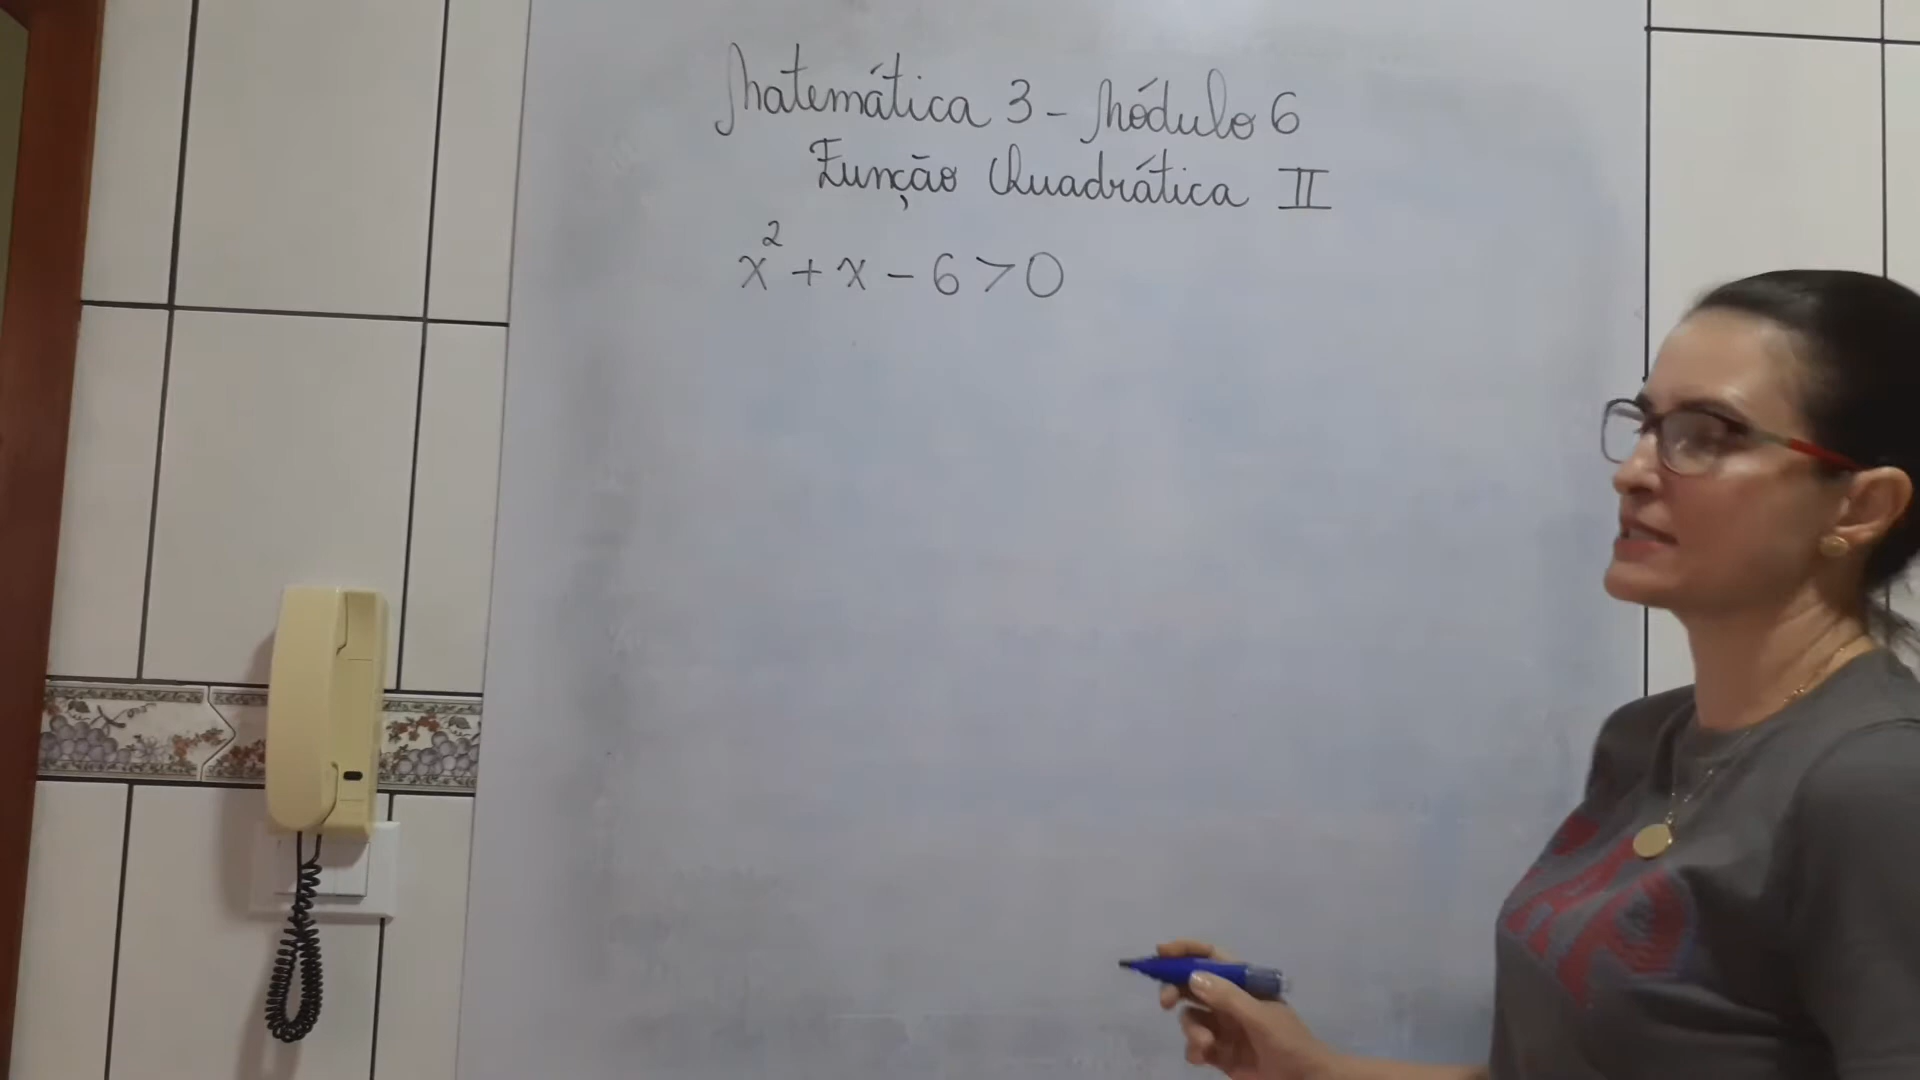 Matemática 3 - Módulo 6
Função Quadrática II
x² + x - 6 > 0